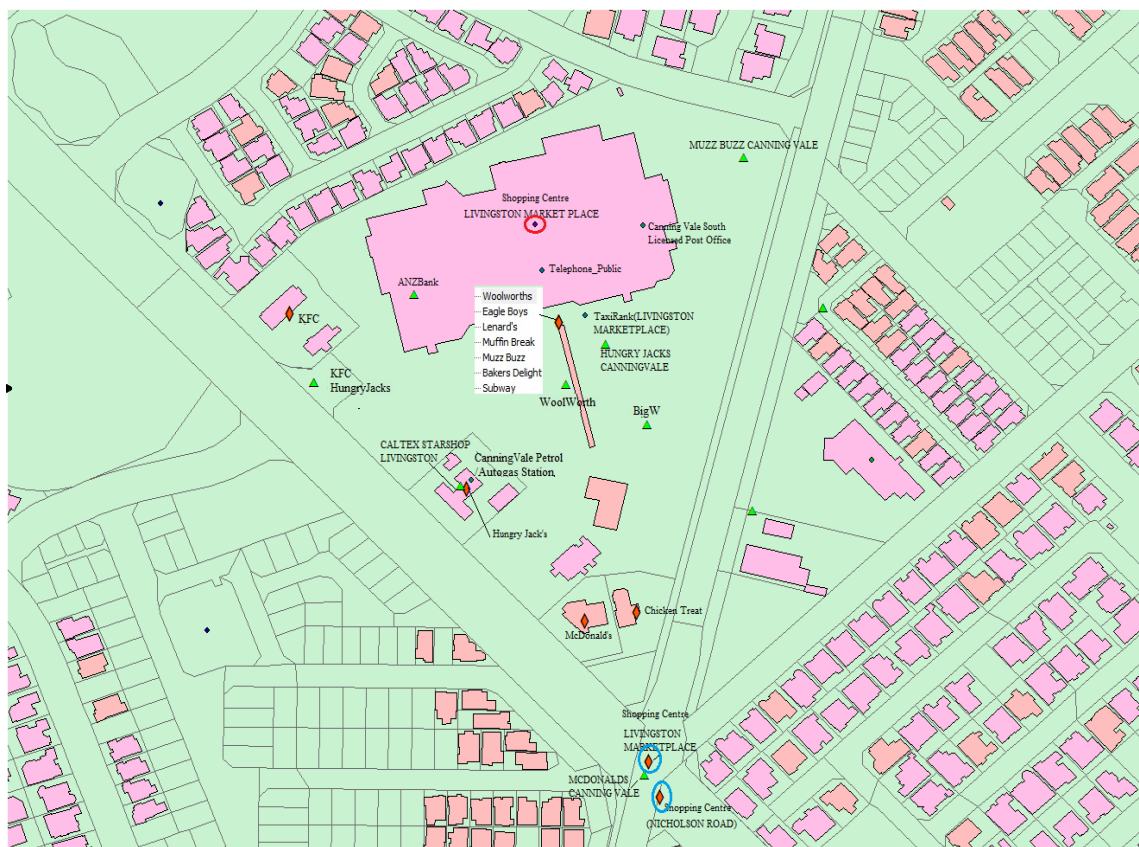 MUZZ BUZZ CANNING VALE
Shopping Centre
LIVINGSTON MARKET PLACE
Canning Vale South
Licensed Post Office
Telephone_Public
ANZBank
Woolworths
Eagle Boys
Lenard's
Muffin Break
Muzz Buzz
Bakers Delight
Subway
TaxiRank(LIVINGSTON
MARKETPLACE)
KFC
HUNGRY JACKS
CANNINGVALE
KFC
HungryJacks
WoolWorth
BigW
CALTEX STARSHOP
LIVINGSTON
CanningVale Petrol
/Autogas Station,
Hungry Jack's
Chicken Treat
McDonald's
Shopping Centre
LIVINGSTON
MARKETPLACE
MCDONALDS
CANNING VALE
Shopping Centre
(NICHOLSON ROAD)